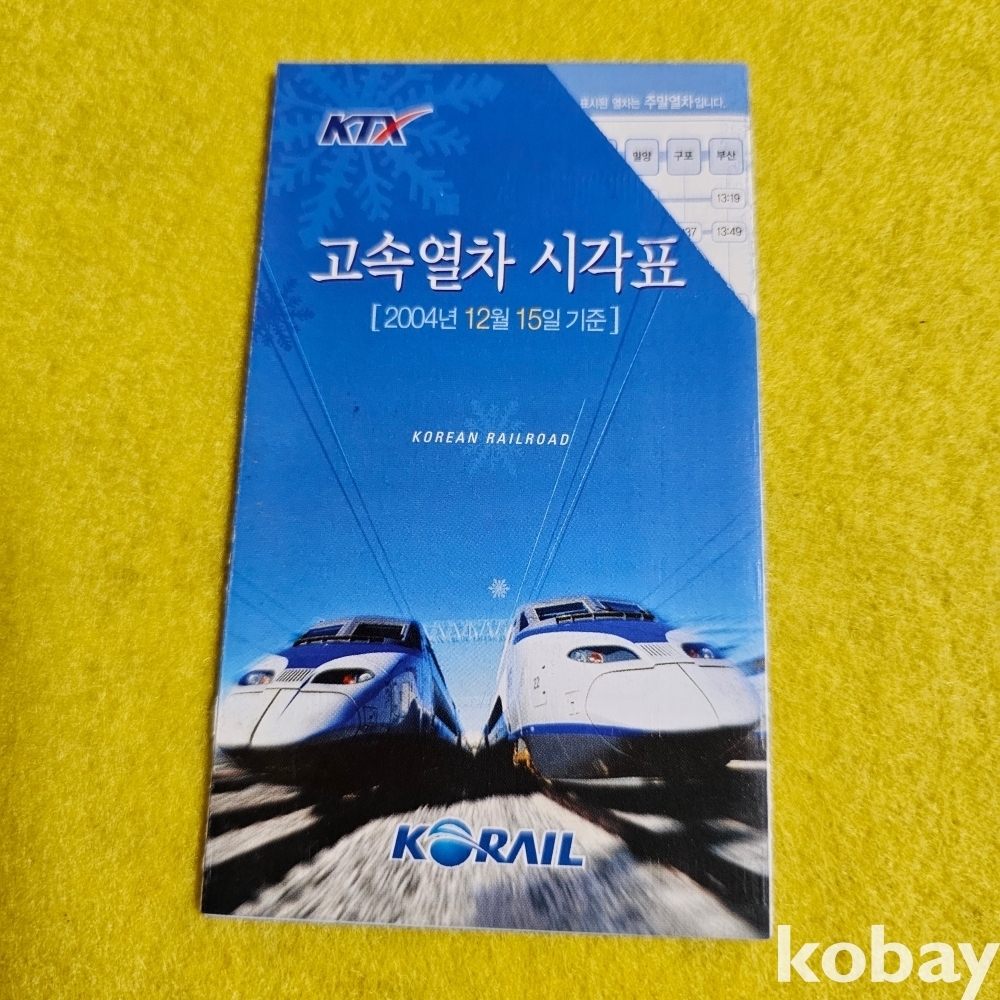 KTX
표시된 열차는 주말열차입니다.
밀양 구포 부산
13:19
37 13:49
고속열차 시각표
[ 2004년 12월 15일 기준 ]
KOREAN RAILROAD
KORAIL
kobay